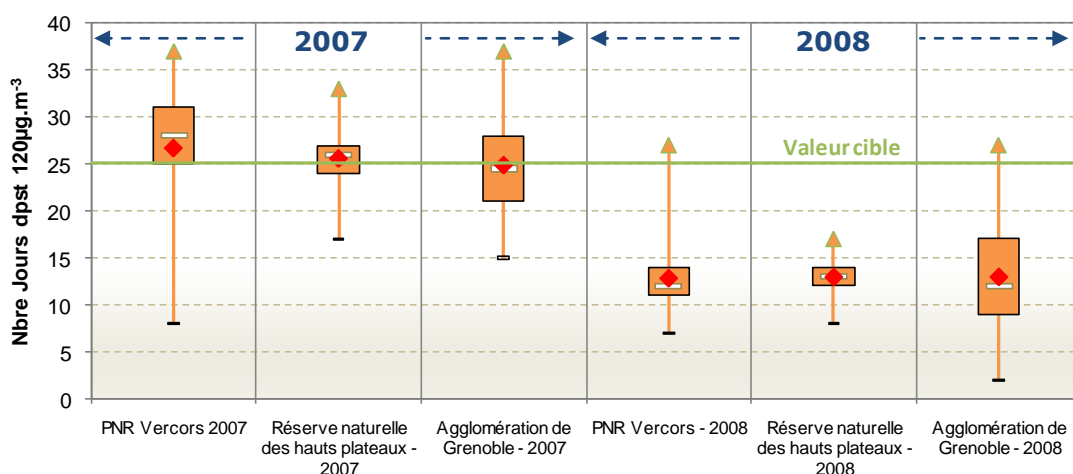 Nbre Jours dpst 120µg.m-³
40
35
30
25
20
15
10
5
0
2007
2008
Valeur cible
PNR Vercors 2007
Réserve naturelle
des hauts plateaux -
2007
Agglomération de
Grenoble - 2007
PNR Vercors - 2008
Réserve naturelle
des hauts plateaux -
2008
Agglomération de
Grenoble - 2008